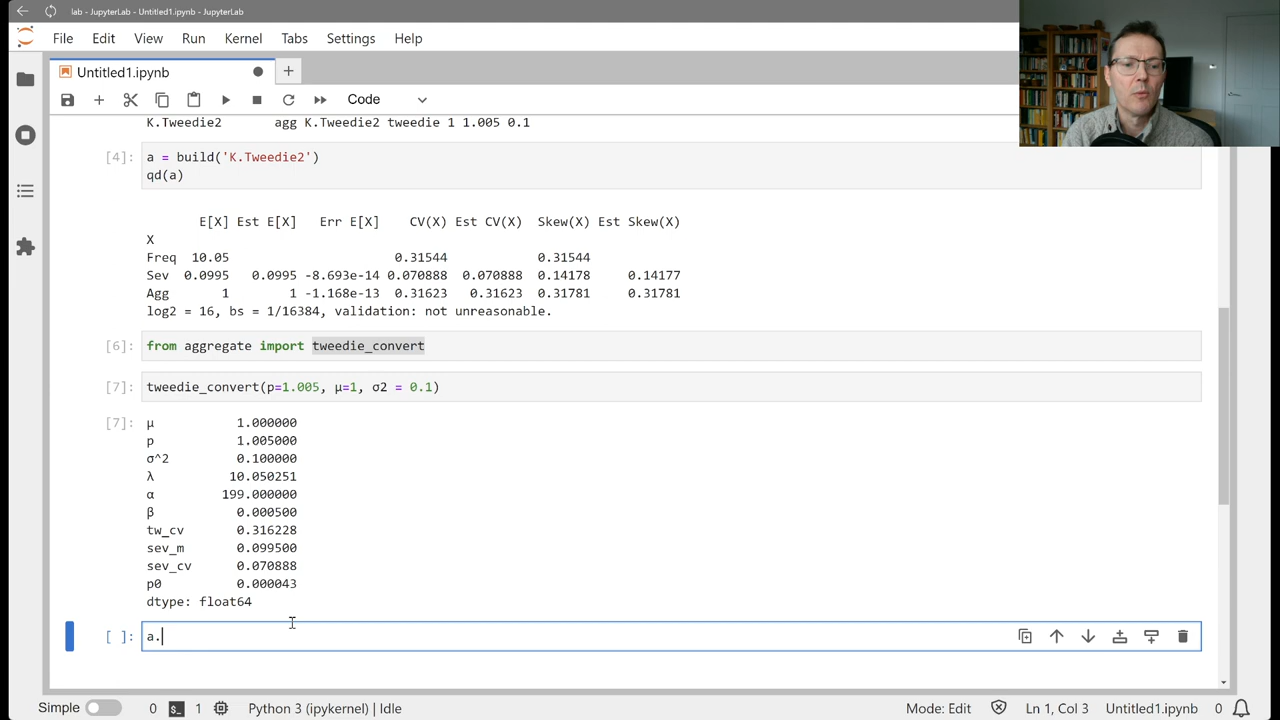 lab - JupyterLab - Untitled1.ipynb - JupyterLab
File Edit View Run Kernel Tabs Settings Help
Untitled1.ipynb
Code
K.Tweedie2 agg K.Tweedie2 tweedie 1 1.005 0.1
[4]: a = build('K.Tweedie2')
qd(a)
E[X] Est E[X] Err E[X] CV(X) Est CV(X) Skew(X) Est Skew(X)
X
Freq 10.05 0.31544 0.31544
Sev 0.0995 0.0995 -8.693e-14 0.070888 0.070888 0.14178 0.14177
Agg 1 1 -1.168e-13 0.31623 0.31623 0.31781 0.31781
log2 = 16, bs = 1/16384, validation: not unreasonable.
[6]: from aggregate import tweedie_convert
[7]: tweedie_convert(p=1.005, μ=1, σ2 = 0.1)
[7]: μ 1.000000
p 1.005000
σ^2 0.100000
λ 10.050251
α 199.000000
β 0.000500
tw_cv 0.316228
sev_m 0.099500
sev_cv 0.070888
p0 0.000043
dtype: float64
[ ]: a.
Simple 0 1 Python 3 (ipykernel) | Idle Mode: Edit Ln 1, Col 3 Untitled1.ipynb 0